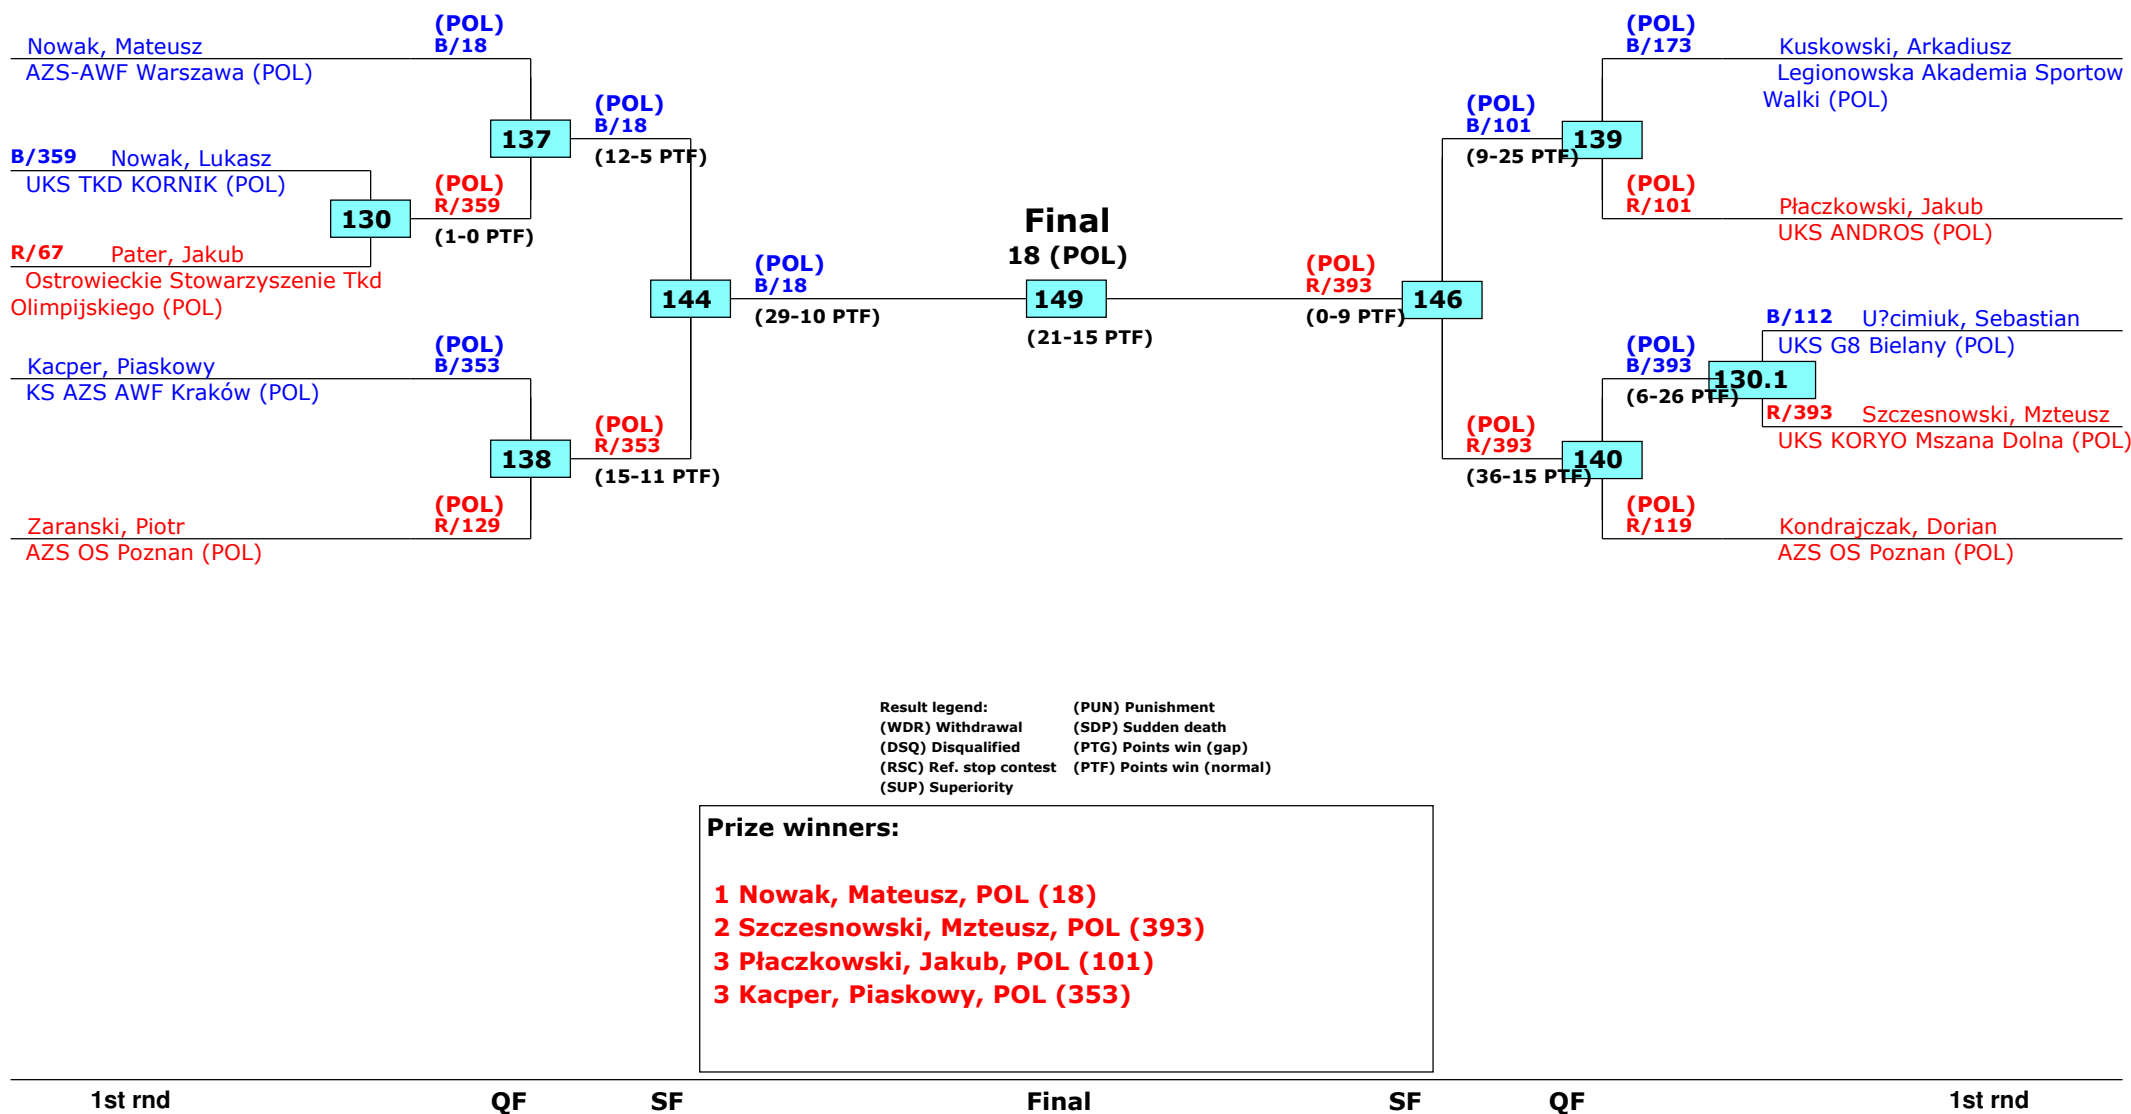 (POL)
B/18
Nowak, Mateusz
AZS-AWF Warszawa (POL)
137
(POL)
B/18
(12-5 PTF)
B/359 Nowak, Lukasz
UKS TKD KORNIK (POL)
130
(POL)
R/359
(1-0 PTF)
R/67 Pater, Jakub
Ostrowieckie Stowarzyszenie Tkd
Olimpijskiego (POL)
144
(POL)
B/18
(29-10 PTF)
(POL)
B/353
Kacper, Piaskowy
KS AZS AWF Kraków (POL)
138
(POL)
R/353
(15-11 PTF)
(POL)
R/129
Zaranski, Piotr
AZS OS Poznan (POL)
Final
18 (POL)
149
(21-15 PTF)
(POL)
R/393
(0-9 PTF)
146
(POL)
B/101
(9-25 PTF)
139
(POL)
B/173
Kuskowski, Arkadiusz
Legionowska Akademia Sportow
Walki (POL)
(POL)
R/101
Płaczkowski, Jakub
UKS ANDROS (POL)
B/112 U?cimiuk, Sebastian
UKS G8 Bielany (POL)
(POL)
B/393
(6-26 PTF)
130.1
R/393 Szczesnowski, Mzteusz
UKS KORYO Mszana Dolna (POL)
(POL)
R/393
(36-15 PTF)
140
(POL)
R/119
Kondrajczak, Dorian
AZS OS Poznan (POL)
Result legend: (PUN) Punishment
(WDR) Withdrawal (SDP) Sudden death
(DSQ) Disqualified (PTG) Points win (gap)
(RSC) Ref. stop contest (PTF) Points win (normal)
(SUP) Superiority
Prize winners:
1 Nowak, Mateusz, POL (18)
2 Szczesnowski, Mzteusz, POL (393)
3 Płaczkowski, Jakub, POL (101)
3 Kacper, Piaskowy, POL (353)
1st rnd QF SF Final SF QF 1st rnd